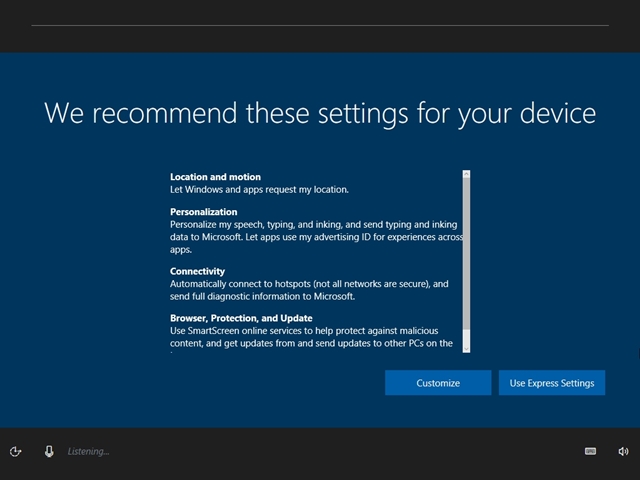 We recommend these settings for your device
Location and motion
Let Windows and apps request my location.
Personalization
Personalize my speech, typing, and inking, and send typing and inking
data to Microsoft. Let apps use my advertising ID for experiences across
apps.
Connectivity
Automatically connect to hotspots (not all networks are secure), and
send full diagnostic information to Microsoft.
Browser, Protection, and Update
Use SmartScreen online services to help protect against malicious
content, and get updates from and send updates to other PCs on the
Customize
Use Express Settings
Listening...